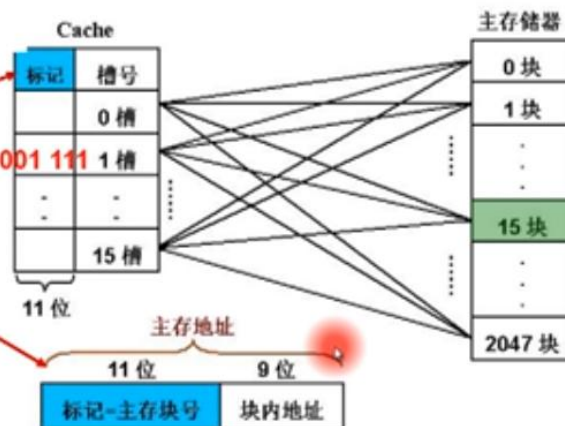 Cache
主存储器
标记 槽号
0 块
0 槽
1 块
001 111 1 槽
15 块
15 槽
11 位
2047 块
主存地址
11 位 9 位
标记=主存块号 块内地址